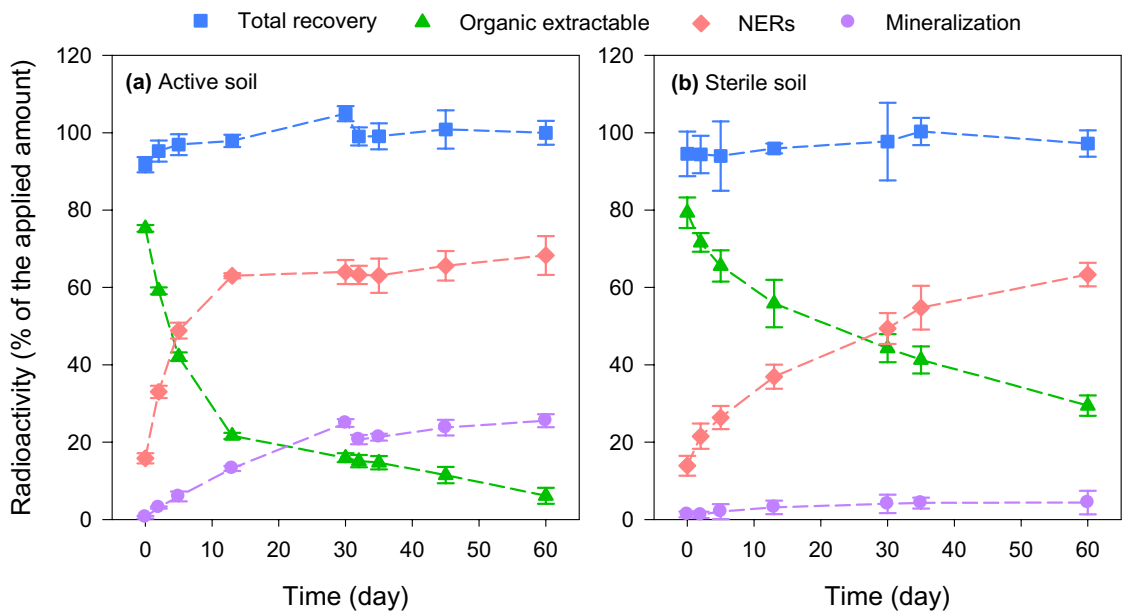 Total recovery Organic extractable NERs Mineralization
Radioactivity (% of the applied amount)
120
100
80
60
40
20
0
(a) Active soil
0 10 20 30 40 50 60
Time (day)
120
100
80
60
40
20
0
(b) Sterile soil
0 10 20 30 40 50 60
Time (day)